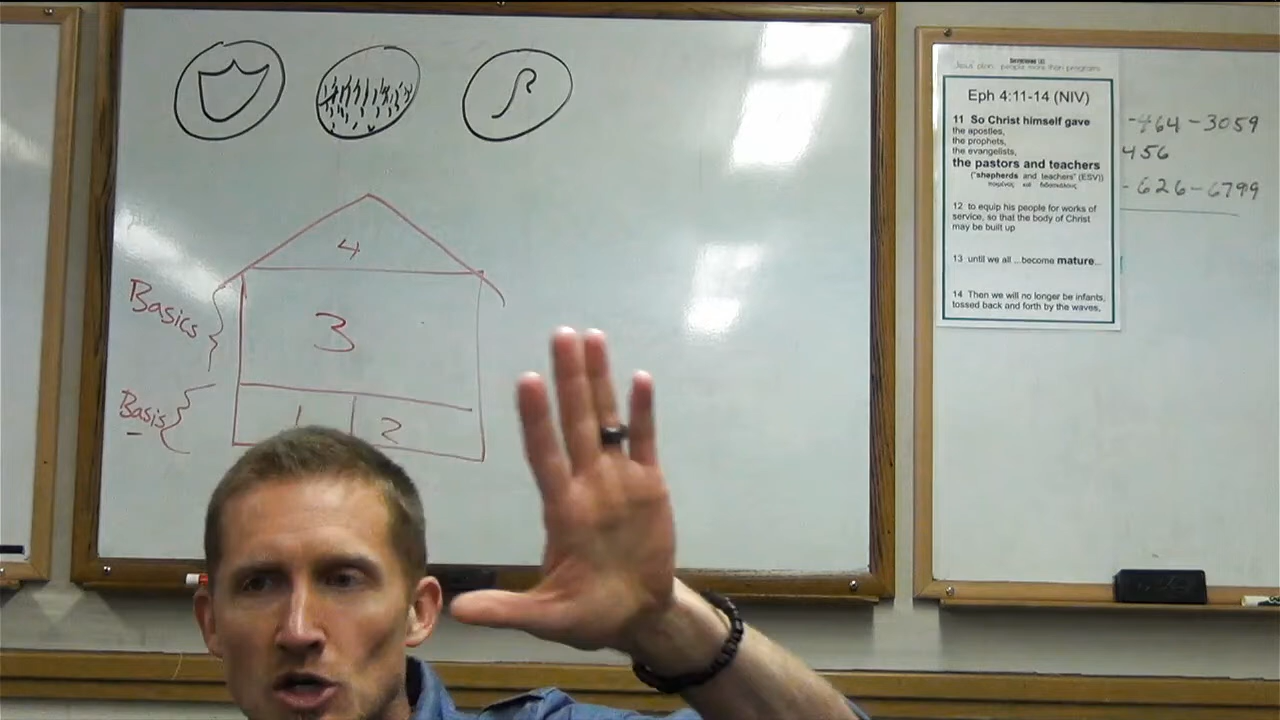 4
Basics
3
Basis
1 2
Jesus' plan: people more than programs
Eph 4:11-14 (NIV)
11 So Christ himself gave
the apostles,
the prophets,
the evangelists,
the pastors and teachers
("shepherds and teachers" (ESV))
12 to equip his people for works of
service, so that the body of Christ
may be built up
13 until we all ...become mature...
14 Then we will no longer be infants,
tossed back and forth by the waves,
-464-3059
456
-626-6799